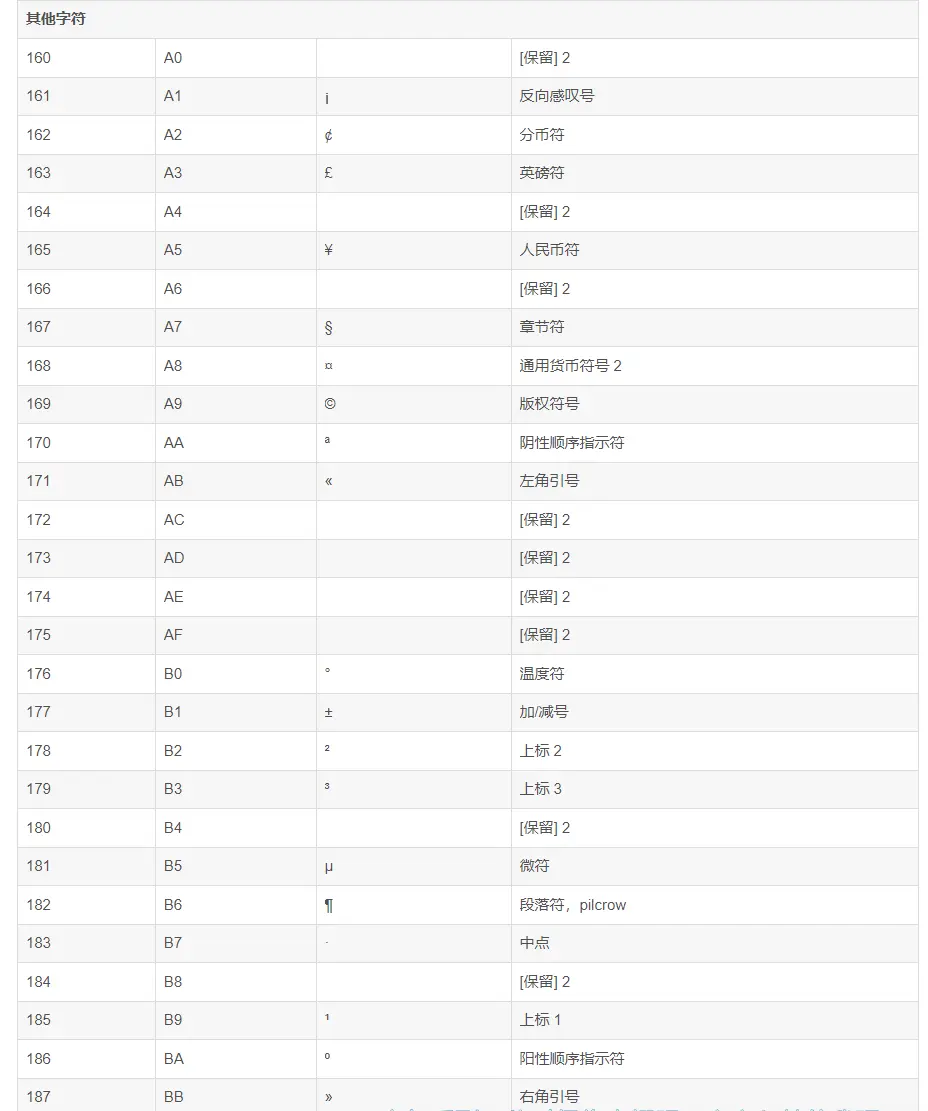 其他字符
160 A0 [保留] 2
161 A1 ¡ 反向感叹号
162 A2 ¢ 分币符
163 A3 £ 英磅符
164 A4 [保留] 2
165 A5 ¥ 人民币符
166 A6 [保留] 2
167 A7 § 章节符
168 A8 ¤ 通用货币符号 2
169 A9 © 版权符号
170 AA ª 阴性顺序指示符
171 AB « 左角引号
172 AC [保留] 2
173 AD [保留] 2
174 AE [保留] 2
175 AF [保留] 2
176 B0 ° 温度符
177 B1 ± 加/减号
178 B2 ² 上标 2
179 B3 ³ 上标 3
180 B4 [保留] 2
181 B5 µ 微符
182 B6 ¶ 段落符，pilcrow
183 B7 · 中点
184 B8 [保留] 2
185 B9 ¹ 上标 1
186 BA º 阳性顺序指示符
187 BB » 右角引号